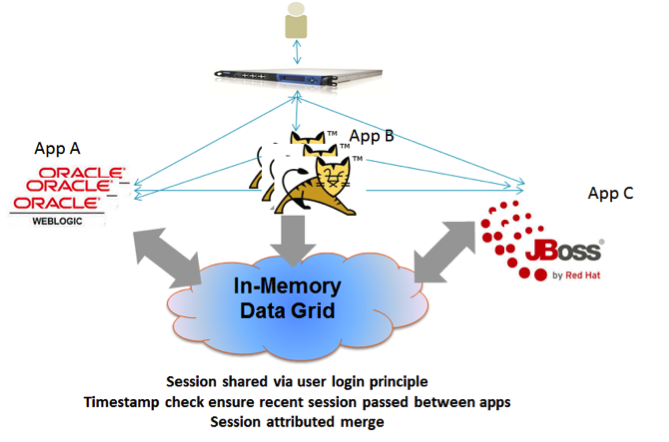 App B
App A
ORACLE
ORACLE
ORACLE
WEBLOGIC
TM
TM
TM
App C
JBoss
by Red Hat
In-Memory
Data Grid
Session shared via user login principle
Timestamp check ensure recent session passed between apps
Session attributed merge